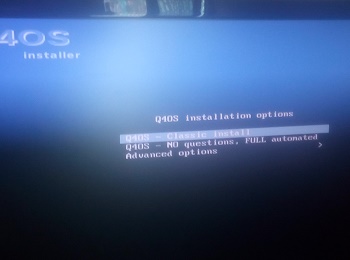 Q4OS
installer
Q4OS installation options
Q4OS - Classic install
Q4OS - NO questions, FULL automated
Advanced options >